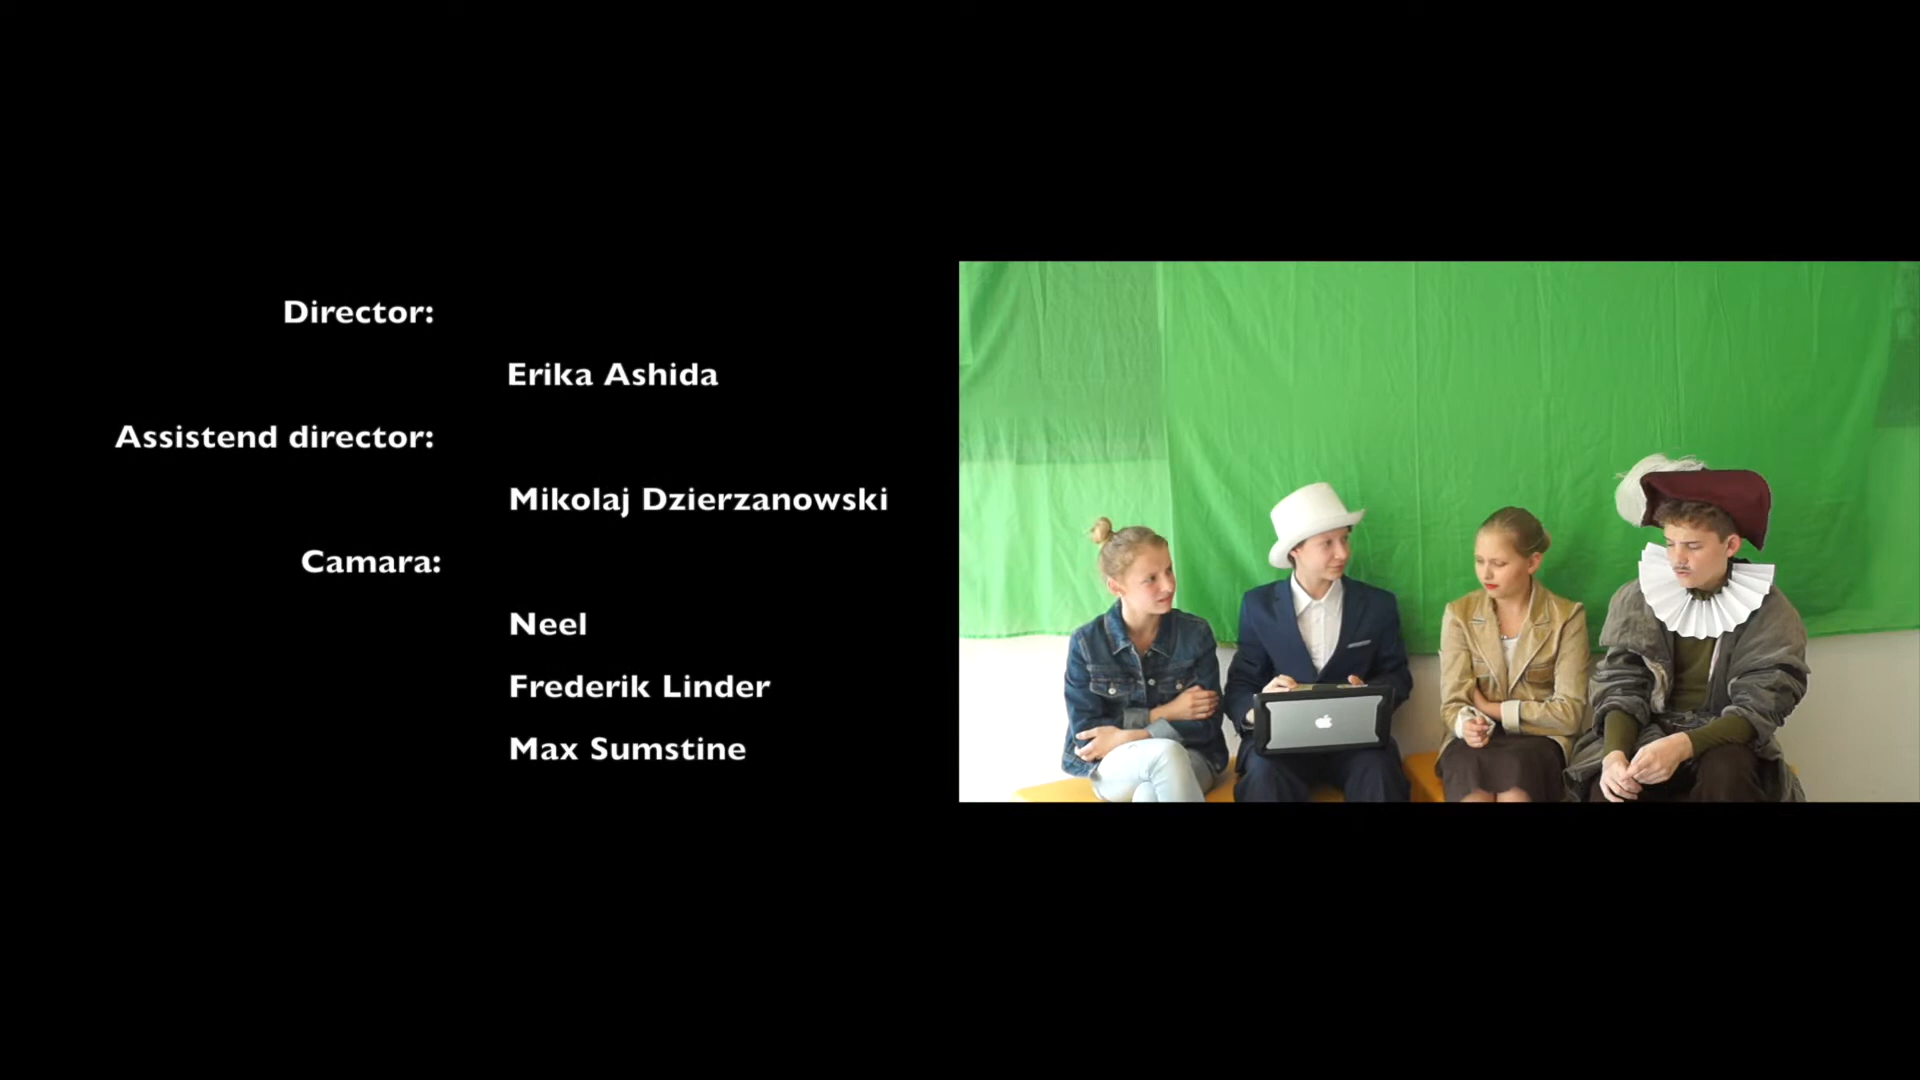 Director:
Erika Ashida
Assistend director:
Mikolaj Dzierzanowski
Camara:
Neel
Frederik Linder
Max Sumstine